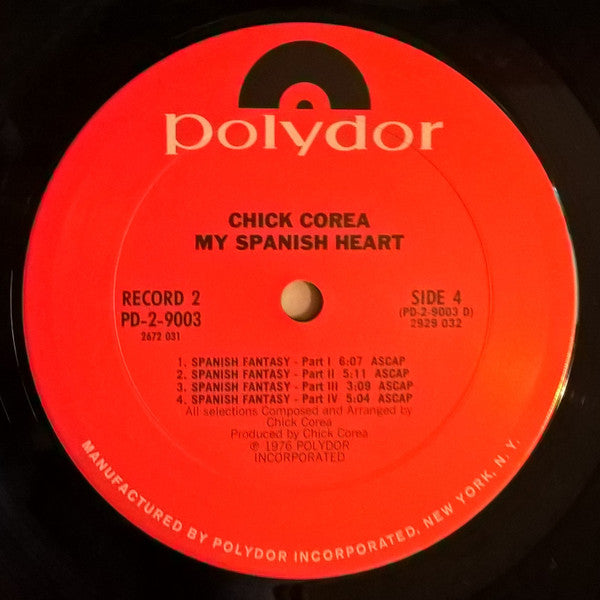 polydor
CHICK COREA
MY SPANISH HEART
RECORD 2
PD-2-9003
2672 031
SIDE 4
(PD-2-9003 D)
2929 032
1. SPANISH FANTASY - Part I 6:07 ASCAP
2. SPANISH FANTASY - Part II 5:11 ASCAP
3. SPANISH FANTASY - Part III 3:09 ASCAP
4. SPANISH FANTASY - Part IV 5:04 ASCAP
All selections Composed and Arranged by
Chick Corea
Produced by Chick Corea
℗ 1976 POLYDOR
INCORPORATED
MANUFACTURED BY POLYDOR INCORPORATED, NEW YORK, N.Y.